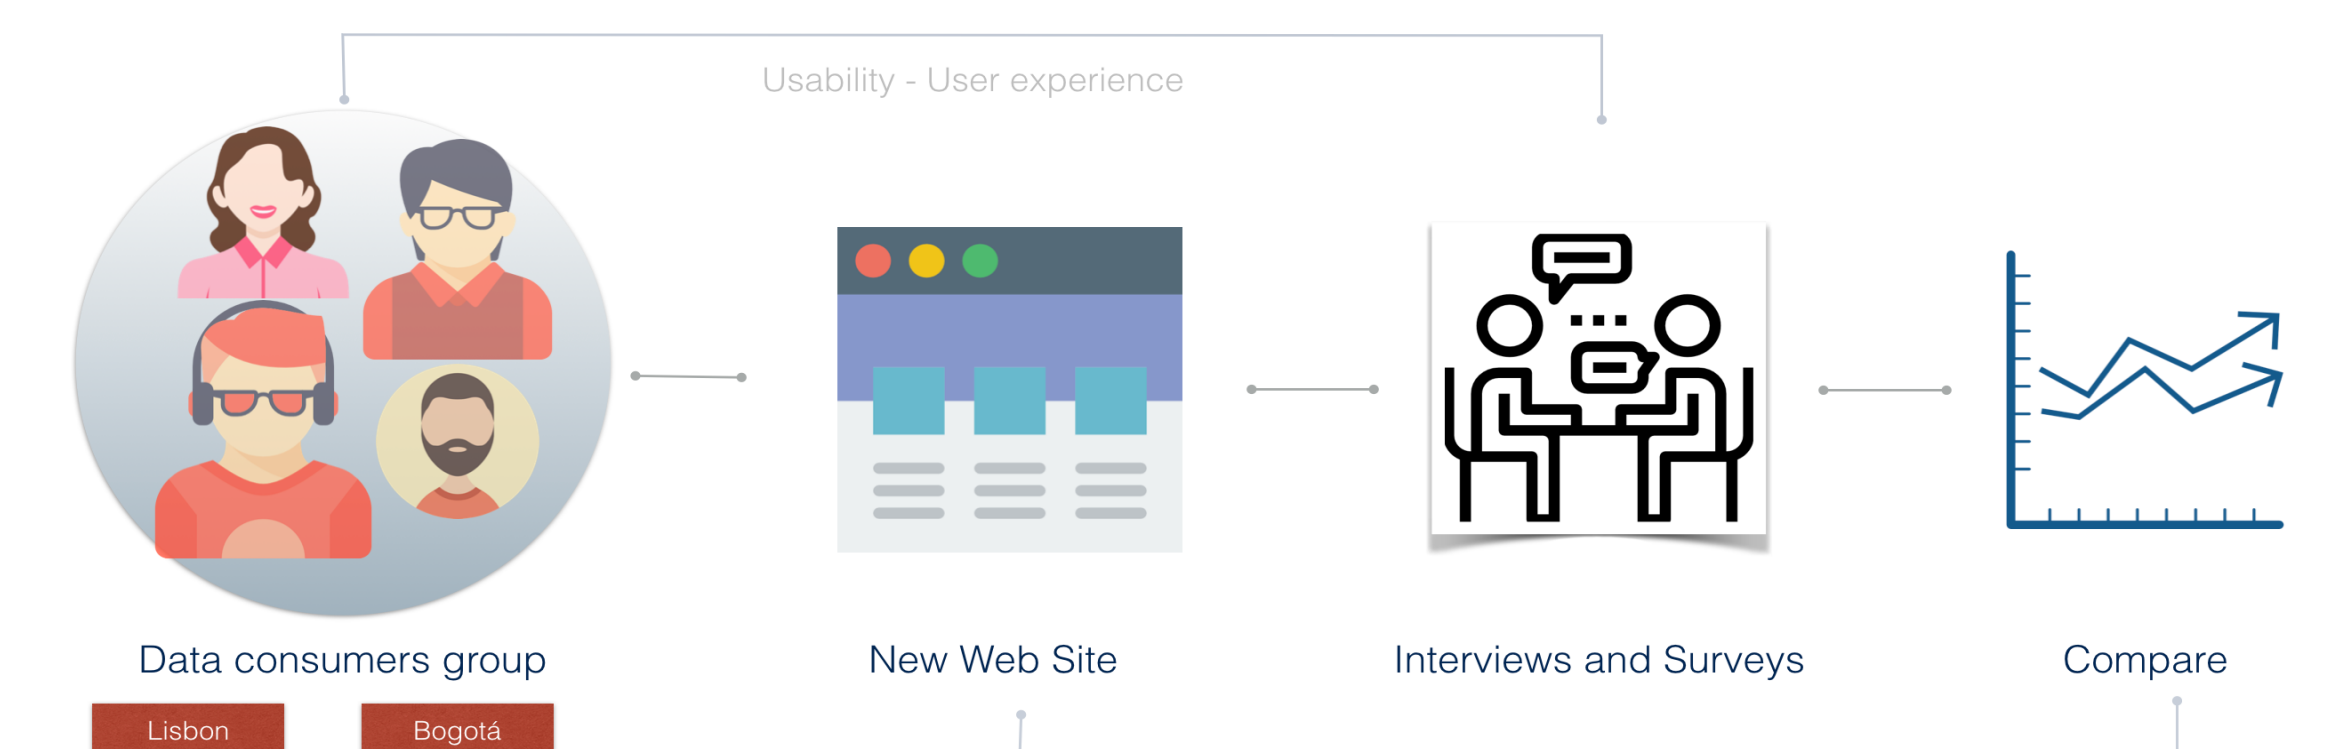 Usability - User experience
Data consumers group
New Web Site
Interviews and Surveys
Compare
Lisbon
Bogotá